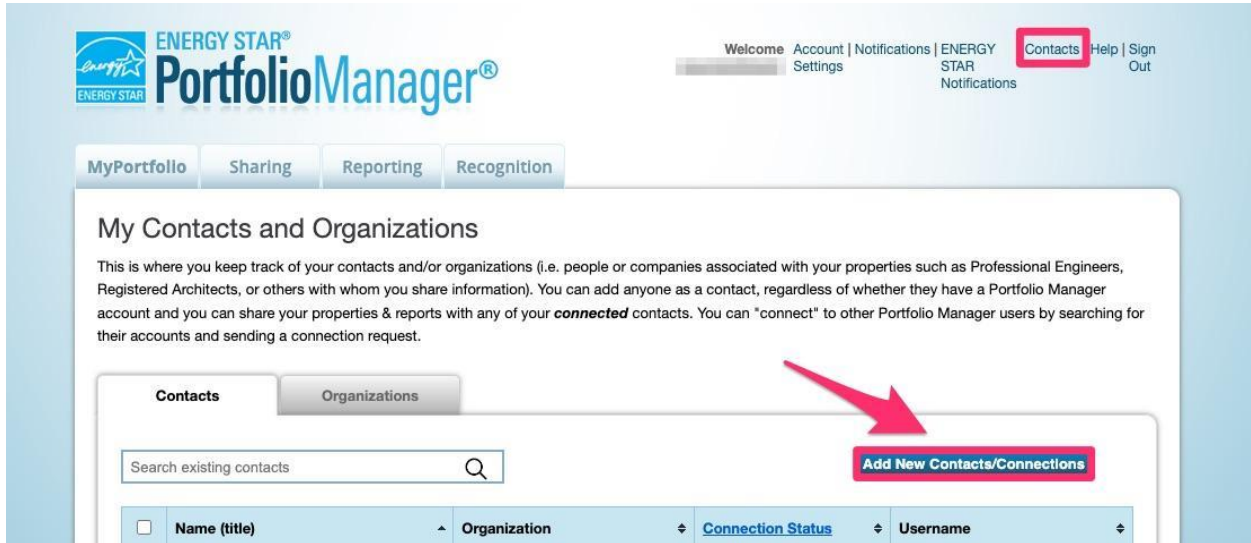 ENERGY STAR®
PortfolioManager®
energy
ENERGY STAR
Welcome Account | Notifications | ENERGY Contacts Help | Sign
Settings STAR Out
Notifications
MyPortfolio Sharing Reporting Recognition
My Contacts and Organizations
This is where you keep track of your contacts and/or organizations (i.e. people or companies associated with your properties such as Professional Engineers,
Registered Architects, or others with whom you share information). You can add anyone as a contact, regardless of whether they have a Portfolio Manager
account and you can share your properties & reports with any of your connected contacts. You can "connect" to other Portfolio Manager users by searching for
their accounts and sending a connection request.
Contacts Organizations
Search existing contacts
Add New Contacts/Connections
Name (title) Organization Connection Status Username